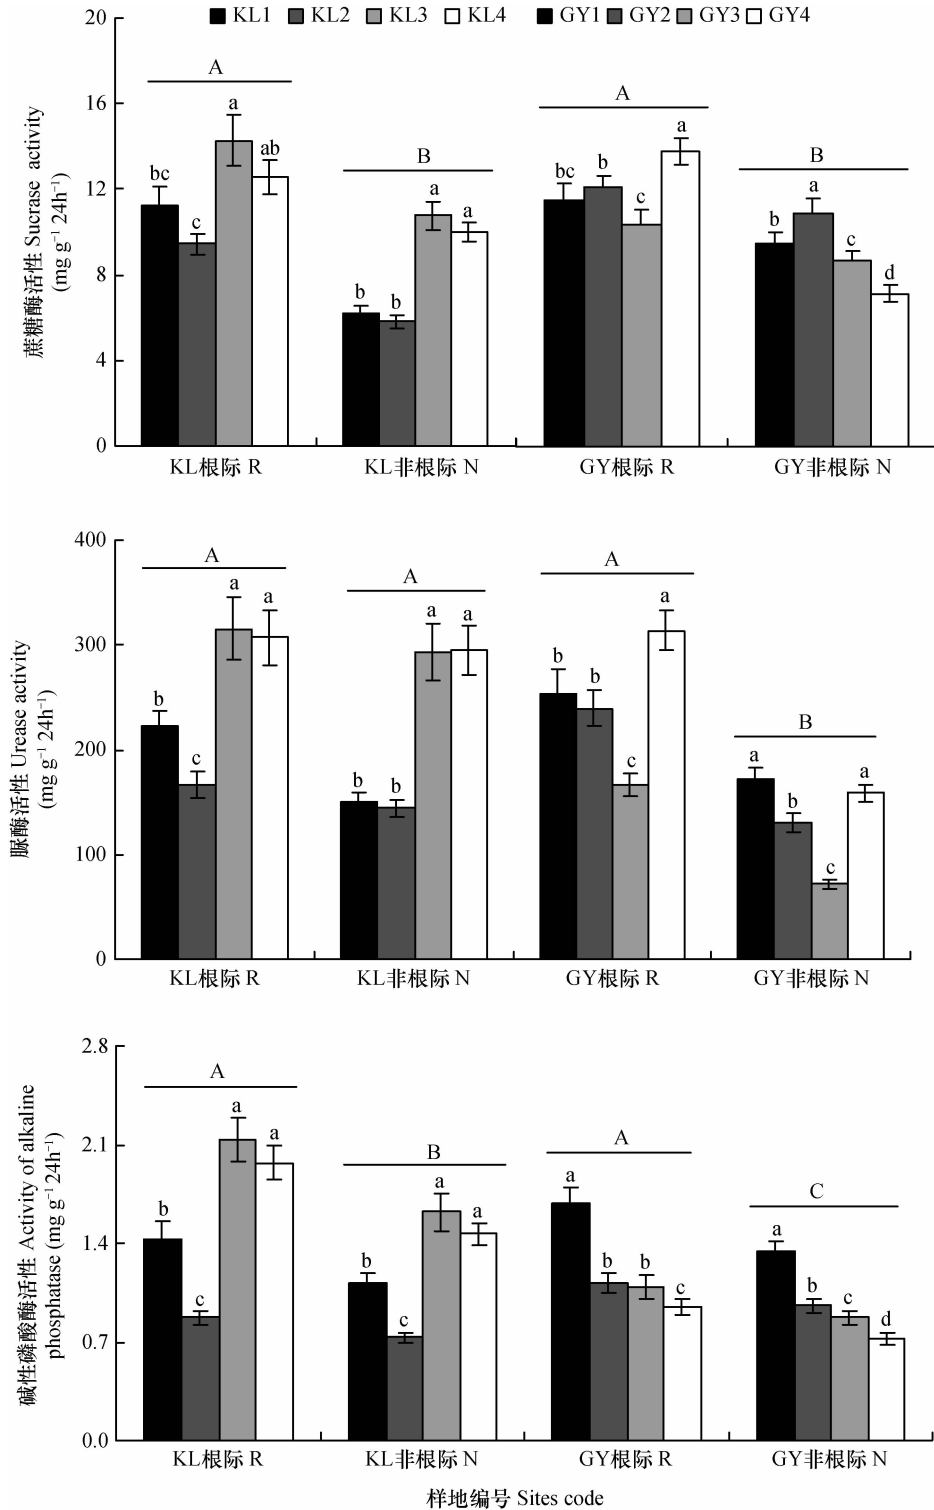 KL1 KL2 KL3 KL4 GY1 GY2 GY3 GY4
蔗糖酶活性 Sucrase activity
(mg g⁻¹ 24h⁻¹)
20
16
12
8
4
0
A
bc c a ab
B
b b a a
A
bc b c a
B
b a c d
KL根际 R KL非根际 N GY根际 R GY非根际 N
脲酶活性 Urease activity
(mg g⁻¹ 24h⁻¹)
400
300
200
100
0
A
b c a a
A
b b a a
A
b b c a
B
a b c a
KL根际 R KL非根际 N GY根际 R GY非根际 N
碱性磷酸酶活性 Activity of alkaline
phosphatase (mg g⁻¹ 24h⁻¹)
2.8
2.1
1.4
0.7
0.0
A
b c a a
B
b c a a
A
a b b c
C
a b c d
KL根际 R KL非根际 N GY根际 R GY非根际 N
样地编号 Sites code